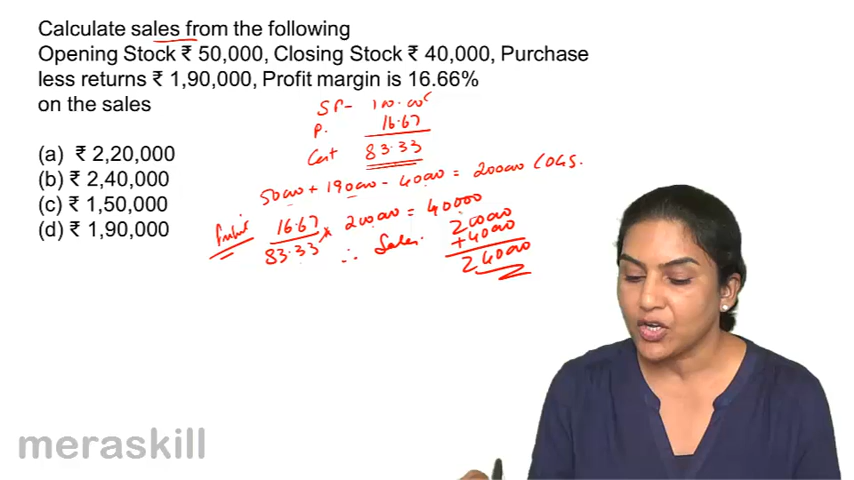 Calculate sales from the following
Opening Stock ₹ 50,000, Closing Stock ₹ 40,000, Purchase
less returns ₹ 1,90,000, Profit margin is 16.66%
on the sales
SP- 100.00
P. 16.67
Cost 83.33
(a) ₹ 2,20,000
(b) ₹ 2,40,000
(c) ₹ 1,50,000
(d) ₹ 1,90,000
50000 + 190000 - 40000 = 200000 COGS.
Profit 16.67
83.33 × 200000 = 40000
∴ Sales. 200000
+40000
240000
meraskill